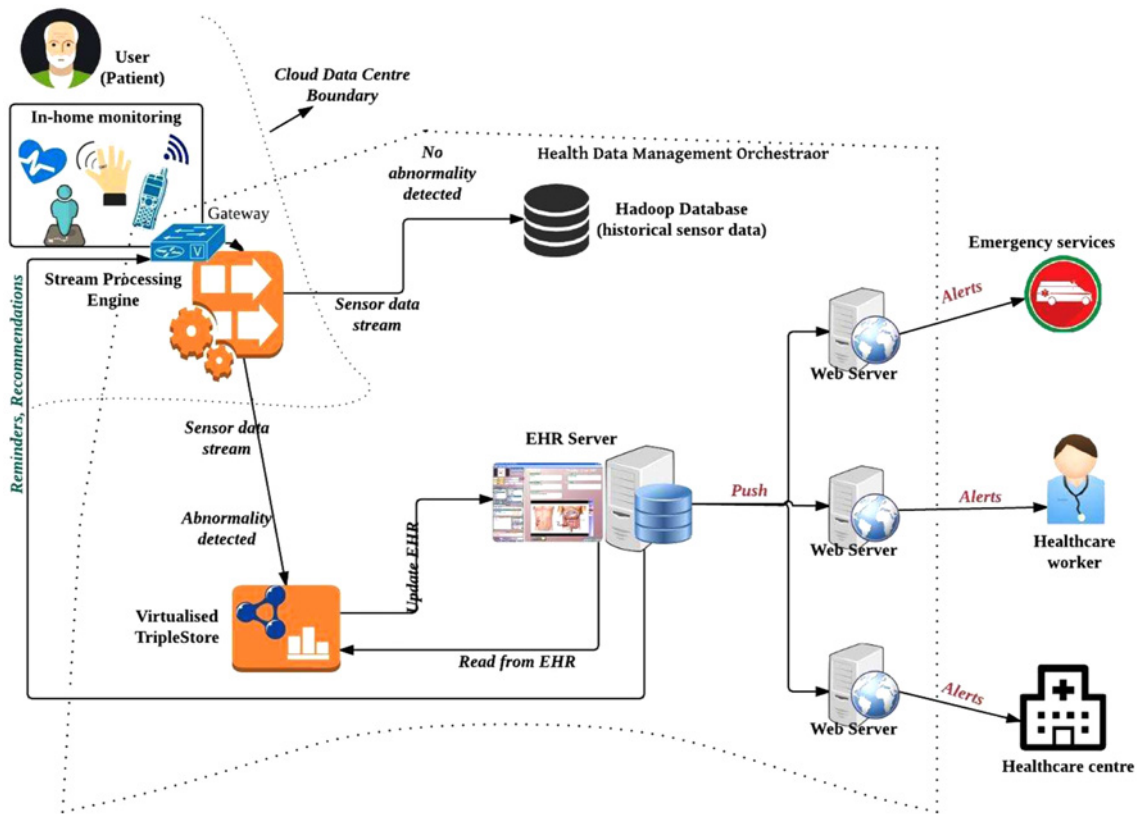 User
(Patient)
In-home monitoring
Cloud Data Centre
Boundary
No
abnormality
detected
Health Data Management Orchestraor
Gateway
V
Hadoop Database
(historical sensor data)
Stream Processing
Engine
Sensor data
stream
Reminders, Recommendations
Emergency services
Alerts
Web Server
Sensor data
stream
EHR Server
Push
Abnormality
detected
Update EHR
Web Server
Alerts
Healthcare
worker
Virtualised
TripleStore
Read from EHR
Web Server
Alerts
Healthcare centre